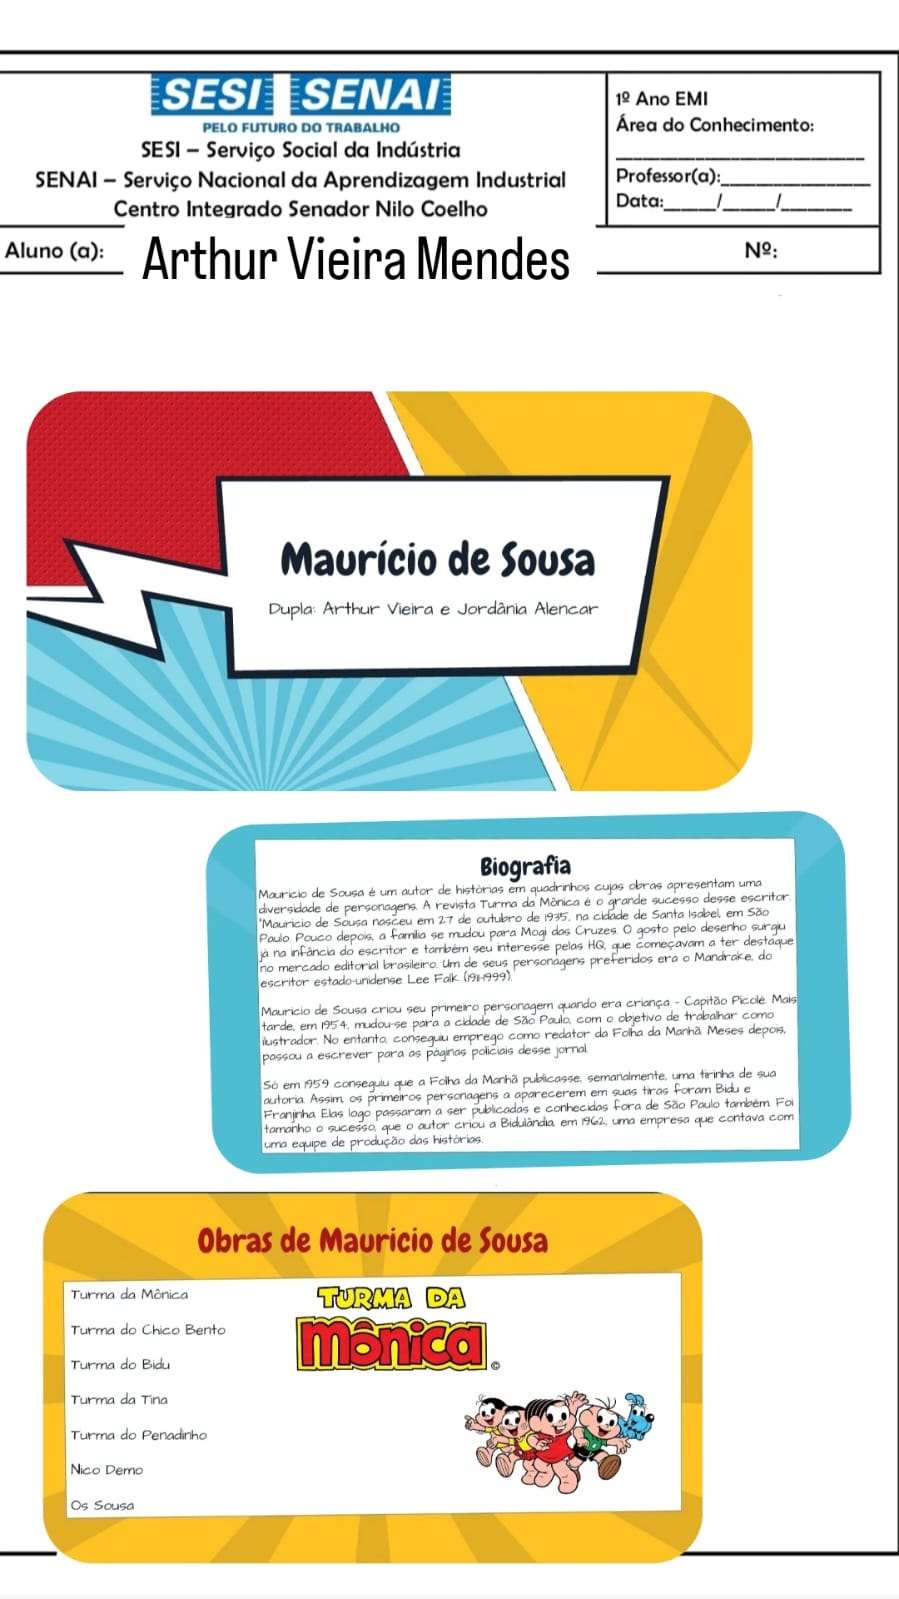 SESI SENAI
PELO FUTURO DO TRABALHO
SESI – Serviço Social da Indústria
SENAI – Serviço Nacional da Aprendizagem Industrial
Centro Integrado Senador Nilo Coelho
1º Ano EMI
Área do Conhecimento:
Professor(a):
Data:____/____/____
Aluno (a): Arthur Vieira Mendes
Nº:
Maurício de Sousa
Dupla: Arthur Vieira e Jordânia Alencar
Biografia
Mauricio de Sousa é um autor de histórias em quadrinhos cujas obras apresentam uma
diversidade de personagens. A revista Turma da Mônica é o grande sucesso desse escritor.
"Mauricio de Sousa nasceu em 27 de outubro de 1935, na cidade de Santa Isabel, em São
Paulo. Pouco depois, a família se mudou para Mogi das Cruzes. O gosto pelo desenho surgiu
já na infância do escritor e também seu interesse pelas HQ, que começavam a ter destaque
no mercado editorial brasileiro. Um de seus personagens preferidos era o Mandrake, do
escritor estado-unidense Lee Falk (1911-1999).
Mauricio de Sousa criou seu primeiro personagem quando era criança – Capitão Picolé. Mais
tarde, em 1954, mudou-se para a cidade de São Paulo, com o objetivo de trabalhar como
ilustrador. No entanto, conseguiu emprego como redator da Folha da Manhã. Meses depois,
passou a escrever para as páginas policiais desse jornal.
Só em 1959 conseguiu que a Folha da Manhã publicasse, semanalmente, uma tirinha de sua
autoria. Assim, os primeiros personagens a aparecerem em suas tiras foram Bidu e
Franjinha. Elas logo passaram a ser publicadas e conhecidas fora de São Paulo também. Foi
tamanho o sucesso, que o autor criou a Bidulândia, em 1962, uma empresa que contava com
uma equipe de produção das histórias.
Obras de Mauricio de Sousa
Turma da Mônica
Turma do Chico Bento
Turma do Bidu
Turma da Tina
Turma do Penadinho
Nico Demo
Os Sousa
TURMA DA
Mônica
©